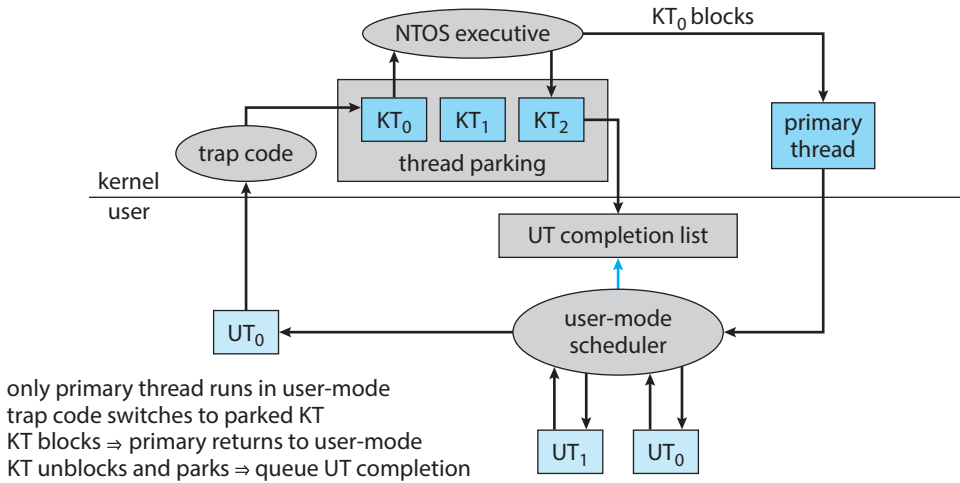 NTOS executive
KT₀ blocks
KT₀
KT₁
KT₂
thread parking
trap code
primary
thread
kernel
user
UT completion list
user-mode
scheduler
UT₀
only primary thread runs in user-mode
trap code switches to parked KT
KT blocks ⇒ primary returns to user-mode
KT unblocks and parks ⇒ queue UT completion
UT₁
UT₀